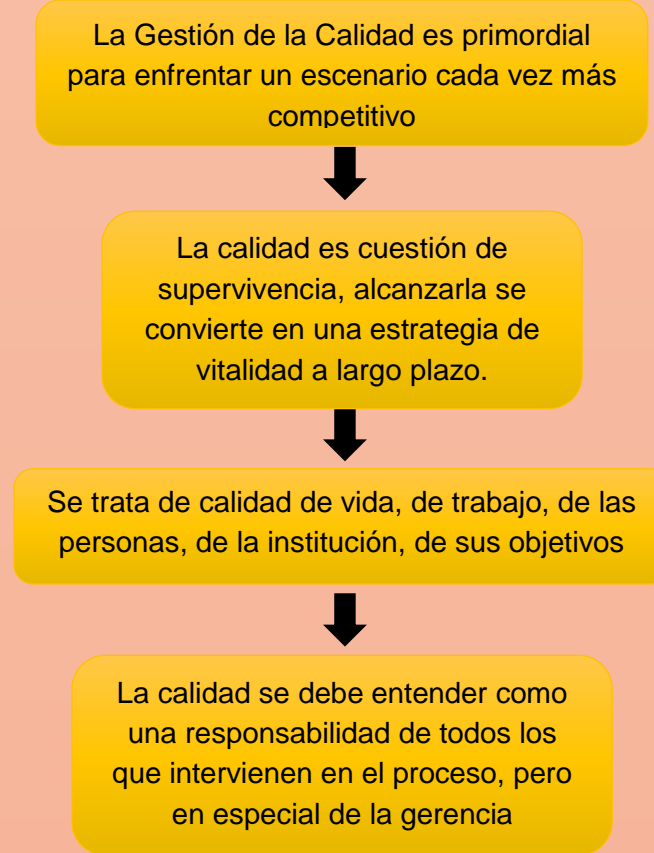 La Gestión de la Calidad es primordial
para enfrentar un escenario cada vez más
competitivo
La calidad es cuestión de
supervivencia, alcanzarla se
convierte en una estrategia de
vitalidad a largo plazo.
Se trata de calidad de vida, de trabajo, de las
personas, de la institución, de sus objetivos
La calidad se debe entender como
una responsabilidad de todos los
que intervienen en el proceso, pero
en especial de la gerencia